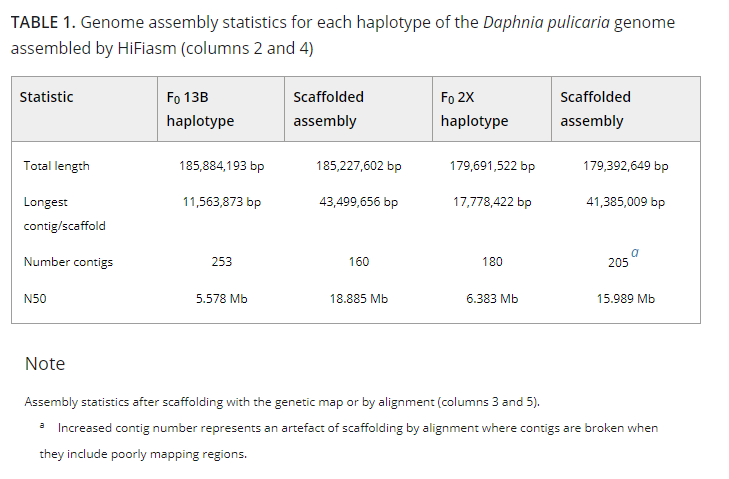 TABLE 1. Genome assembly statistics for each haplotype of the Daphnia pulicaria genome
assembled by HiFiasm (columns 2 and 4)
Statistic F0 13B haplotype Scaffolded assembly F0 2X haplotype Scaffolded assembly
Total length 185,884,193 bp 185,227,602 bp 179,691,522 bp 179,392,649 bp
Longest contig/scaffold 11,563,873 bp 43,499,656 bp 17,778,422 bp 41,385,009 bp
Number contigs 253 160 180 205 a
N50 5.578 Mb 18.885 Mb 6.383 Mb 15.989 Mb
Note
Assembly statistics after scaffolding with the genetic map or by alignment (columns 3 and 5).
a Increased contig number represents an artefact of scaffolding by alignment where contigs are broken when
they include poorly mapping regions.